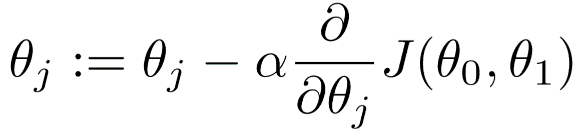 θ_j := θ_j − α ∂/∂θ_j J(θ_0, θ_1)